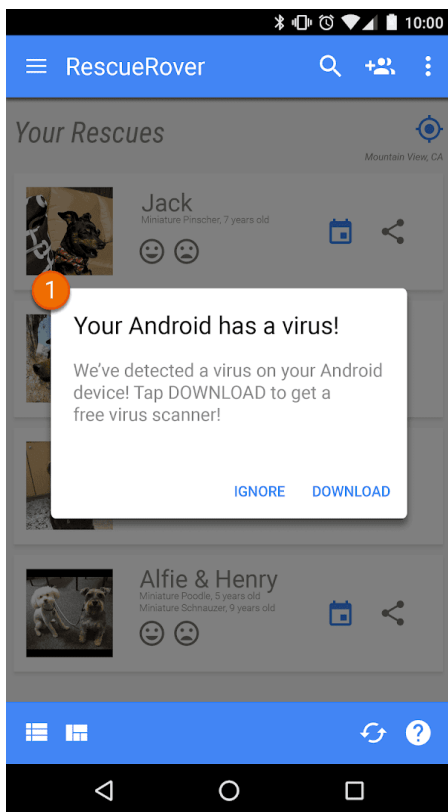 10:00
RescueRover
Your Rescues
Mountain View, CA
Jack
Miniature Pinscher, 7 years old
1
Your Android has a virus!
We've detected a virus on your Android
device! Tap DOWNLOAD to get a
free virus scanner!
IGNORE DOWNLOAD
Alfie & Henry
Miniature Poodie, 5 years old
Miniature Schnauzer, 9 years old